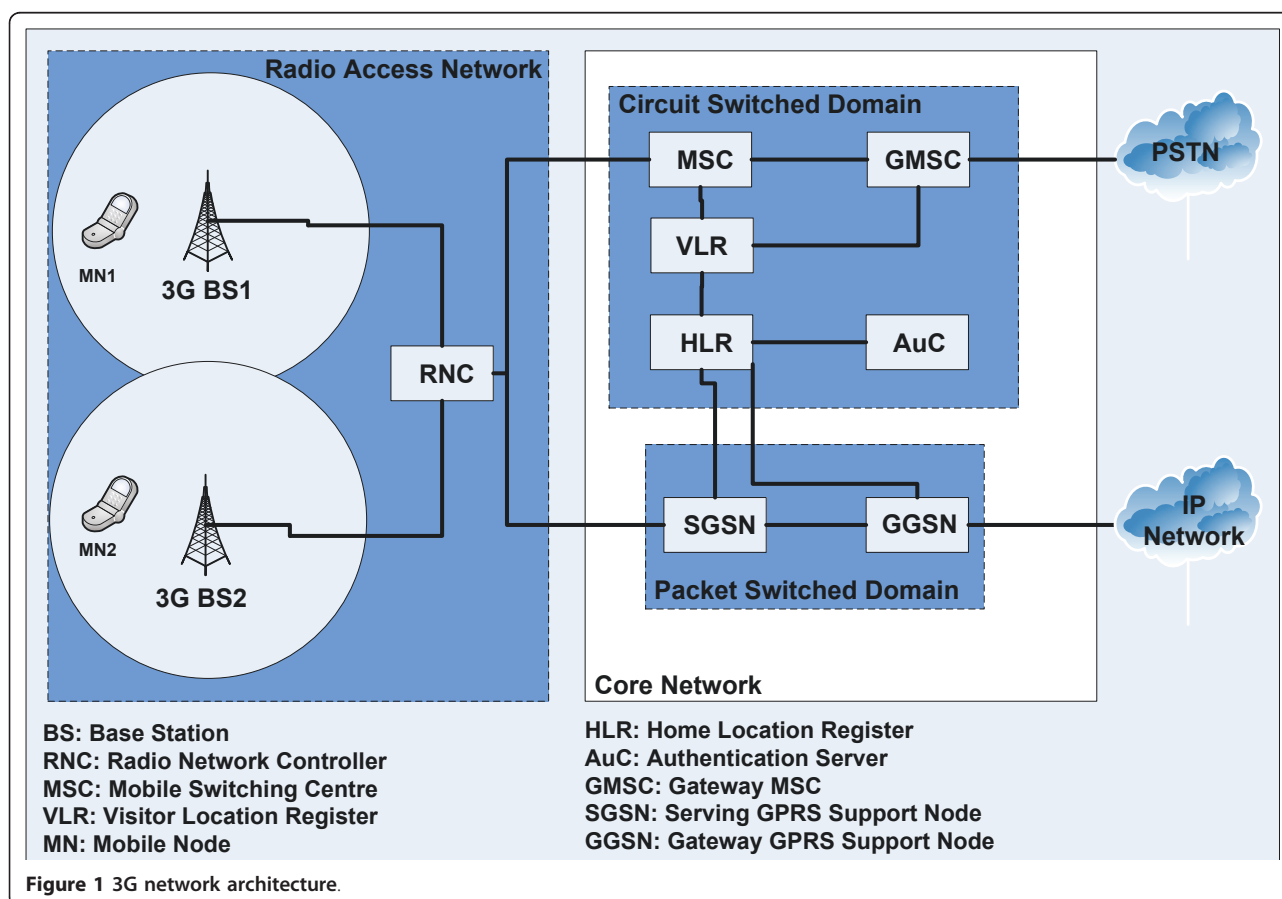 Radio Access Network
MN1
3G BS1
MN2
3G BS2
RNC
Circuit Switched Domain
MSC
GMSC
VLR
HLR
AuC
SGSN
GGSN
Packet Switched Domain
Core Network
PSTN
IP
Network
BS: Base Station
RNC: Radio Network Controller
MSC: Mobile Switching Centre
VLR: Visitor Location Register
MN: Mobile Node
HLR: Home Location Register
AuC: Authentication Server
GMSC: Gateway MSC
SGSN: Serving GPRS Support Node
GGSN: Gateway GPRS Support Node
Figure 1 3G network architecture.